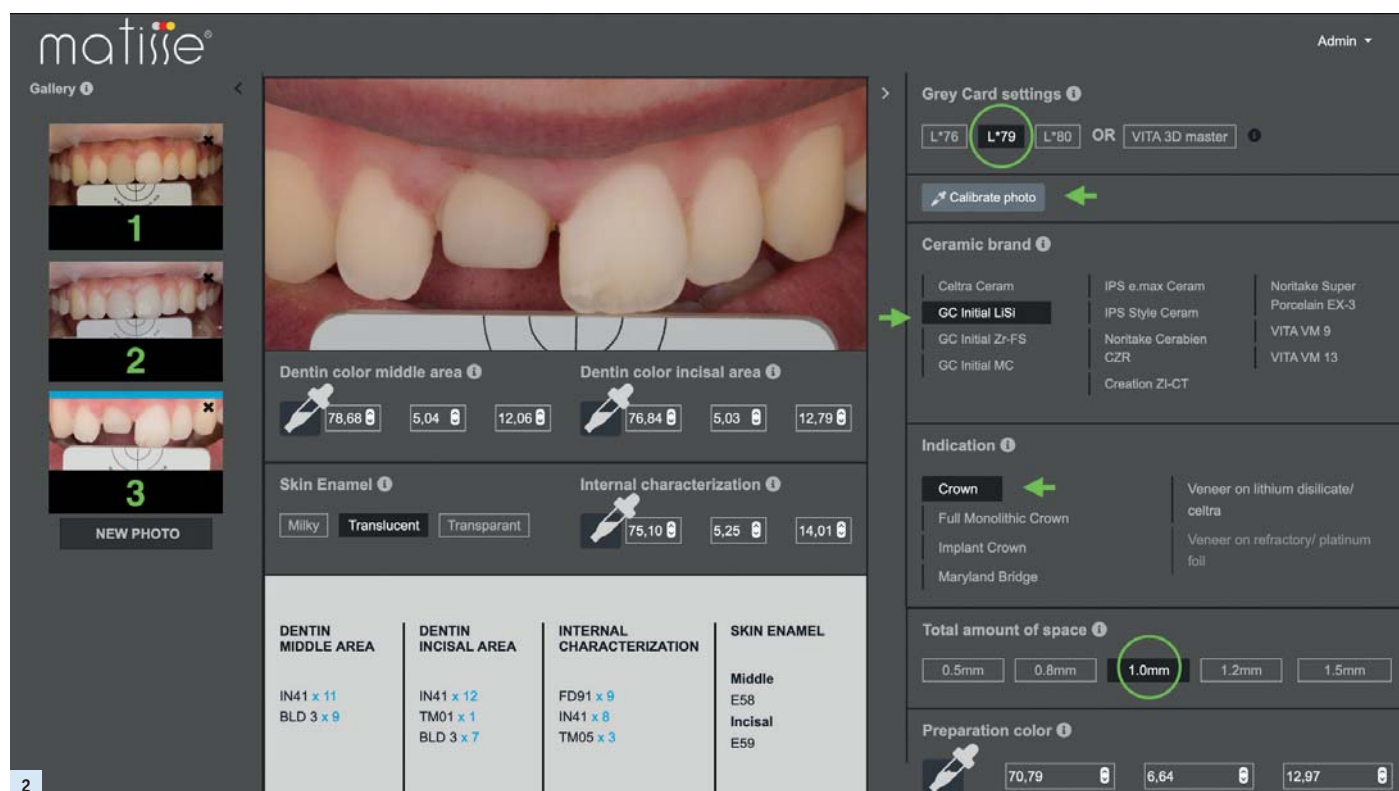 matisse®
Admin
Gallery
1
2
3
NEW PHOTO
Dentin color middle area
78,68 5,04 12,06
Dentin color incisal area
76,84 5,03 12,79
Skin Enamel
Milky Translucent Transparant
Internal characterization
75,10 5,25 14,01
DENTIN
MIDDLE AREA
IN41 x 11
BLD 3 x 9
DENTIN
INCISAL AREA
IN41 x 12
TM01 x 1
BLD 3 x 7
INTERNAL
CHARACTERIZATION
FD91 x 9
IN41 x 8
TM05 x 3
SKIN ENAMEL
Middle
E58
Incisal
E59
Grey Card settings
L*76 L*79 L*80 OR VITA 3D master
Calibrate photo
Ceramic brand
Celtra Ceram
GC Initial LiSi
GC Initial Zr-FS
GC Initial MC
IPS e.max Ceram
IPS Style Ceram
Noritake Cerabien
CZR
Creation ZI-CT
Noritake Super
Porcelain EX-3
VITA VM 9
VITA VM 13
Indication
Crown
Full Monolithic Crown
Implant Crown
Maryland Bridge
Veneer on lithium disilicate/
celtra
Veneer on refractory/ platinum
foil
Total amount of space
0.5mm 0.8mm 1.0mm 1.2mm 1.5mm
Preparation color
70,79 6,64 12,97
2